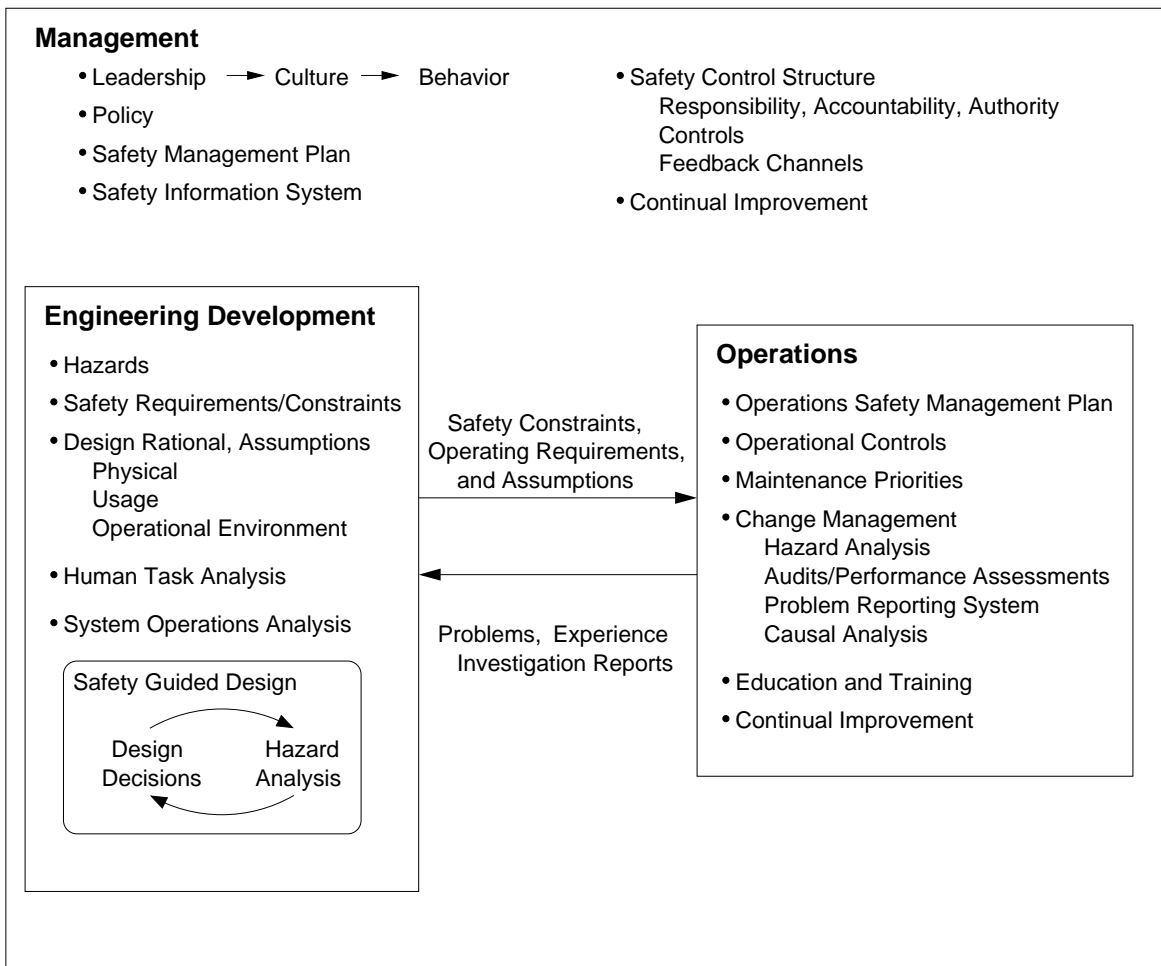 Management
• Leadership → Culture → Behavior
• Policy
• Safety Management Plan
• Safety Information System
• Safety Control Structure
Responsibility, Accountability, Authority
Controls
Feedback Channels
• Continual Improvement
Engineering Development
• Hazards
• Safety Requirements/Constraints
• Design Rational, Assumptions
Physical
Usage
Operational Environment
• Human Task Analysis
• System Operations Analysis
Safety Guided Design
Design
Decisions
Hazard
Analysis
Safety Constraints,
Operating Requirements,
and Assumptions
Problems, Experience
Investigation Reports
Operations
• Operations Safety Management Plan
• Operational Controls
• Maintenance Priorities
• Change Management
Hazard Analysis
Audits/Performance Assessments
Problem Reporting System
Causal Analysis
• Education and Training
• Continual Improvement